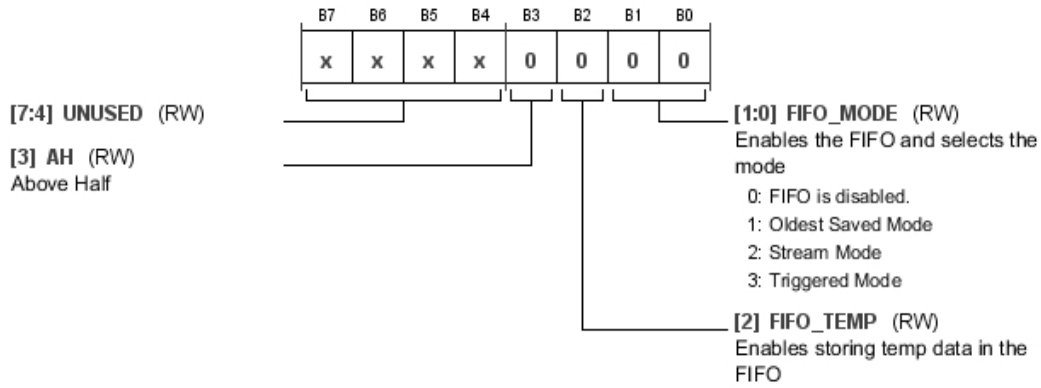 B7 B6 B5 B4 B3 B2 B1 B0
x x x x 0 0 0 0
[7:4] UNUSED (RW)
[3] AH (RW)
Above Half
[1:0] FIFO_MODE (RW)
Enables the FIFO and selects the
mode
0: FIFO is disabled.
1: Oldest Saved Mode
2: Stream Mode
3: Triggered Mode
[2] FIFO_TEMP (RW)
Enables storing temp data in the
FIFO